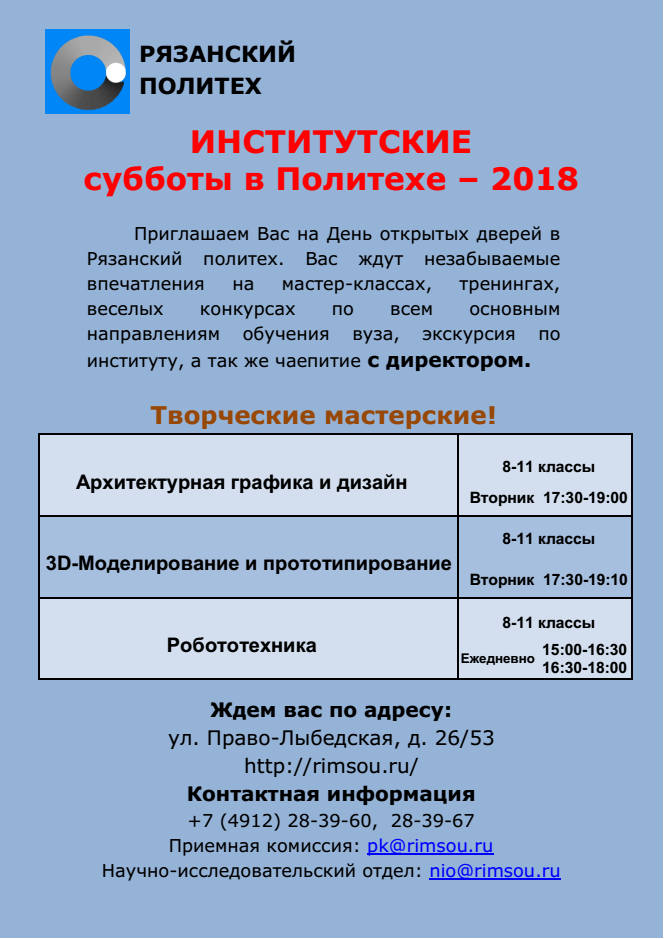 РЯЗАНСКИЙ
ПОЛИТЕХ
ИНСТИТУТСКИЕ
субботы в Политехе – 2018
Приглашаем Вас на День открытых дверей в
Рязанский политех. Вас ждут незабываемые
впечатления на мастер-классах, тренингах,
веселых конкурсах по всем основным
направлениям обучения вуза, экскурсия по
институту, а так же чаепитие с директором.
Творческие мастерские!
Архитектурная графика и дизайн
8-11 классы
Вторник 17:30-19:00
3D-Моделирование и прототипирование
8-11 классы
Вторник 17:30-19:10
Робототехника
8-11 классы
Ежедневно 15:00-16:30
16:30-18:00
Ждем вас по адресу:
ул. Право-Лыбедская, д. 26/53
http://rimsou.ru/
Контактная информация
+7 (4912) 28-39-60, 28-39-67
Приемная комиссия: pk@rimsou.ru
Научно-исследовательский отдел: nio@rimsou.ru